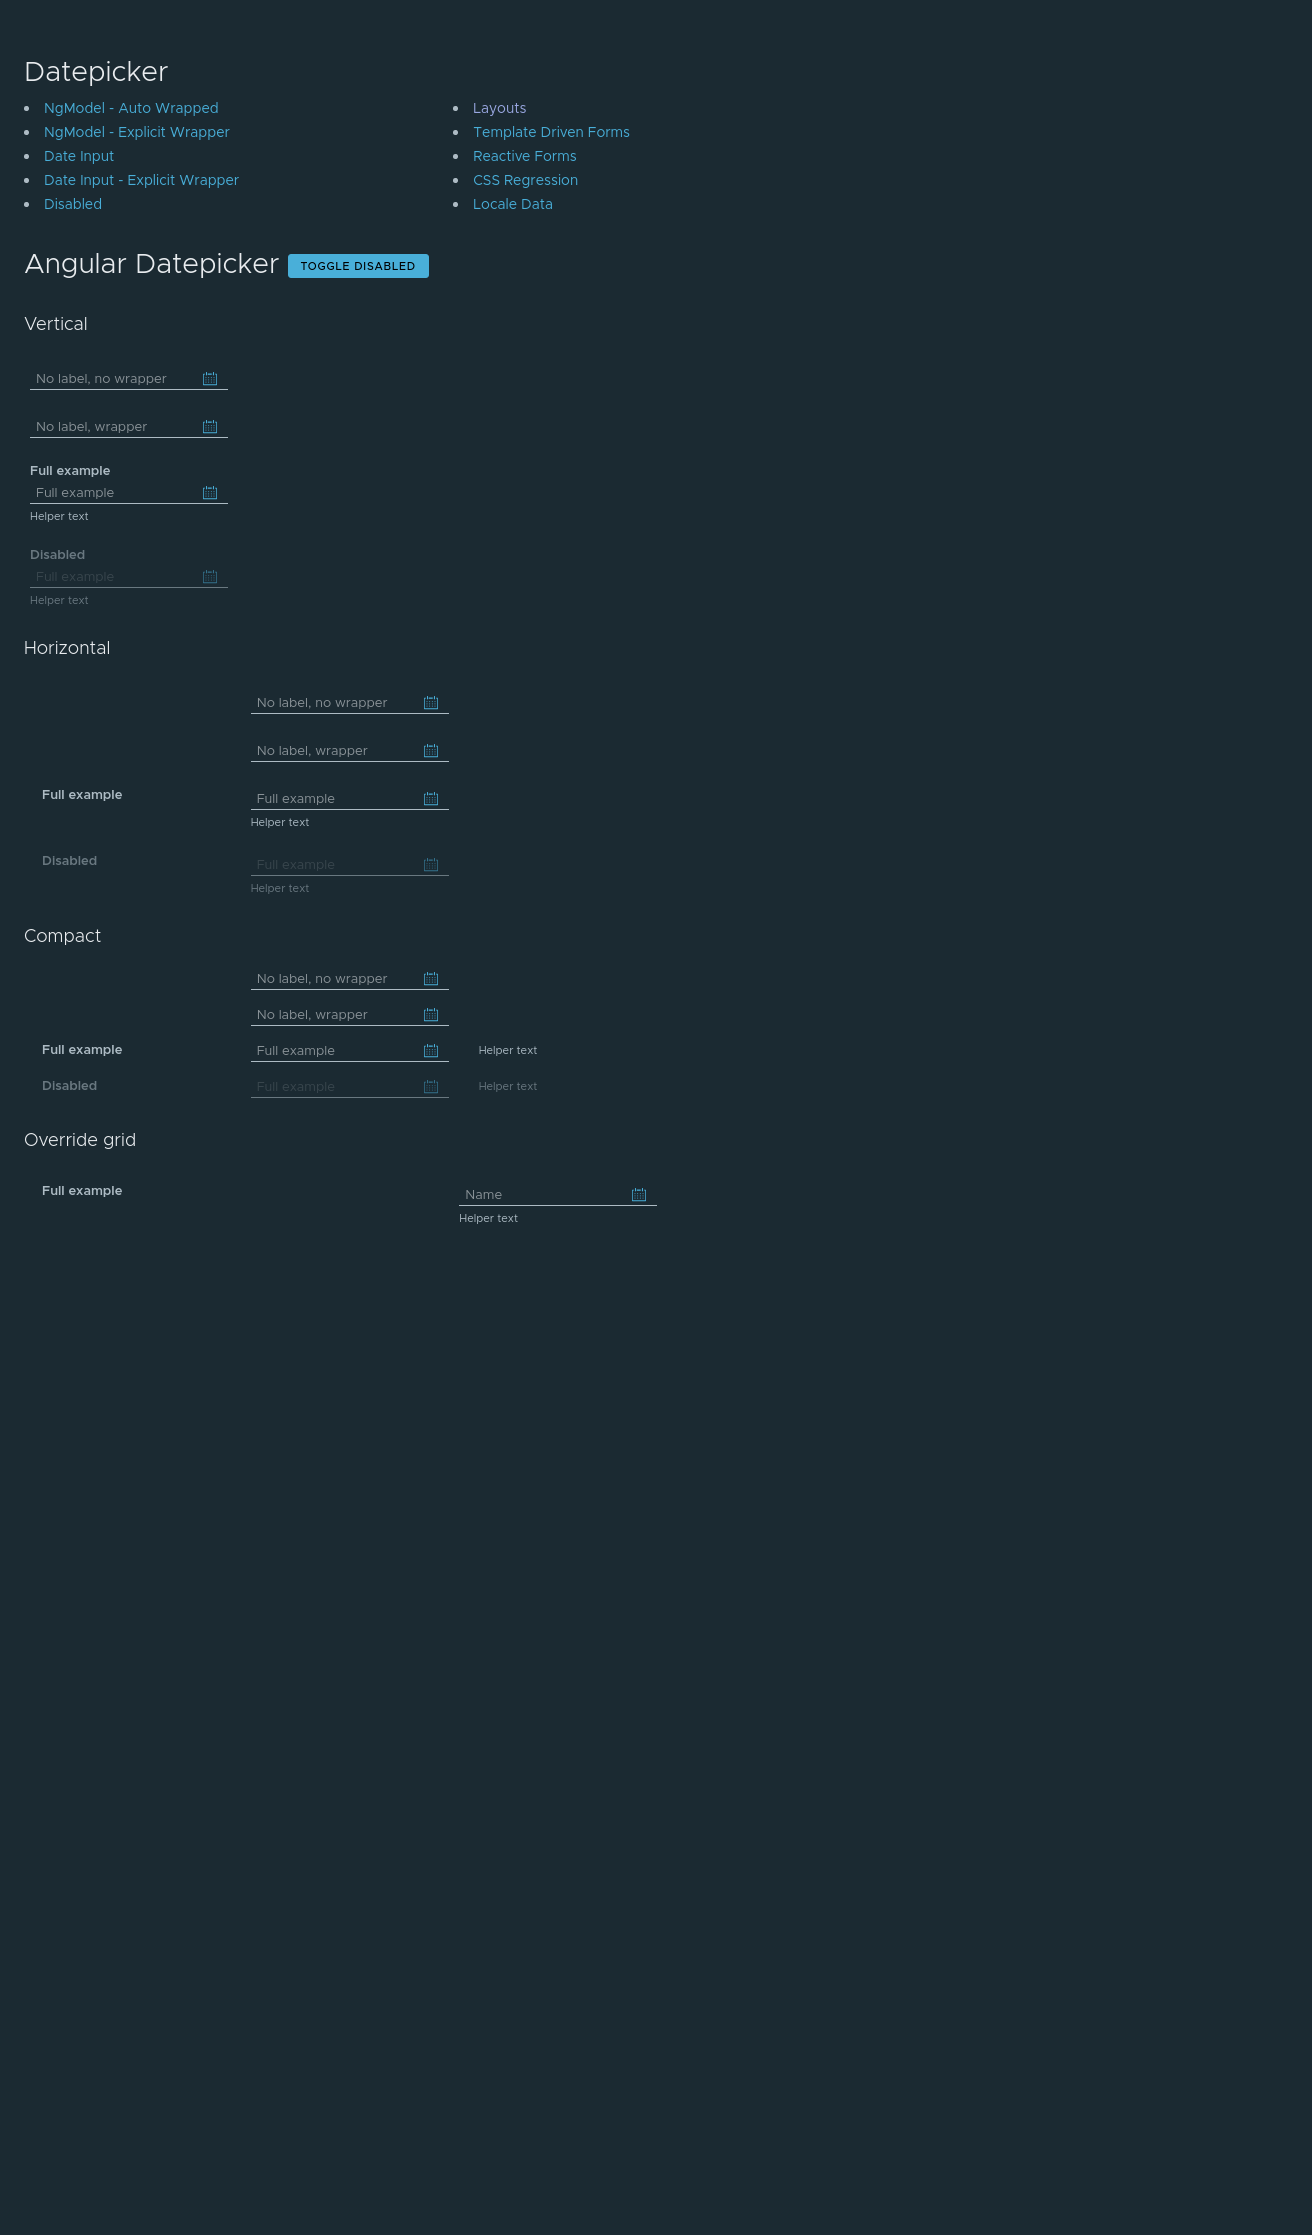 Datepicker
NgModel - Auto Wrapped
NgModel - Explicit Wrapper
Date Input
Date Input - Explicit Wrapper
Disabled
Layouts
Template Driven Forms
Reactive Forms
CSS Regression
Locale Data
Angular Datepicker TOGGLE DISABLED
Vertical
No label, no wrapper
No label, wrapper
Full example
Full example
Helper text
Disabled
Full example
Helper text
Horizontal
No label, no wrapper
No label, wrapper
Full example Full example
Helper text
Disabled Full example
Helper text
Compact
No label, no wrapper
No label, wrapper
Full example Full example Helper text
Disabled Full example Helper text
Override grid
Full example Name
Helper text